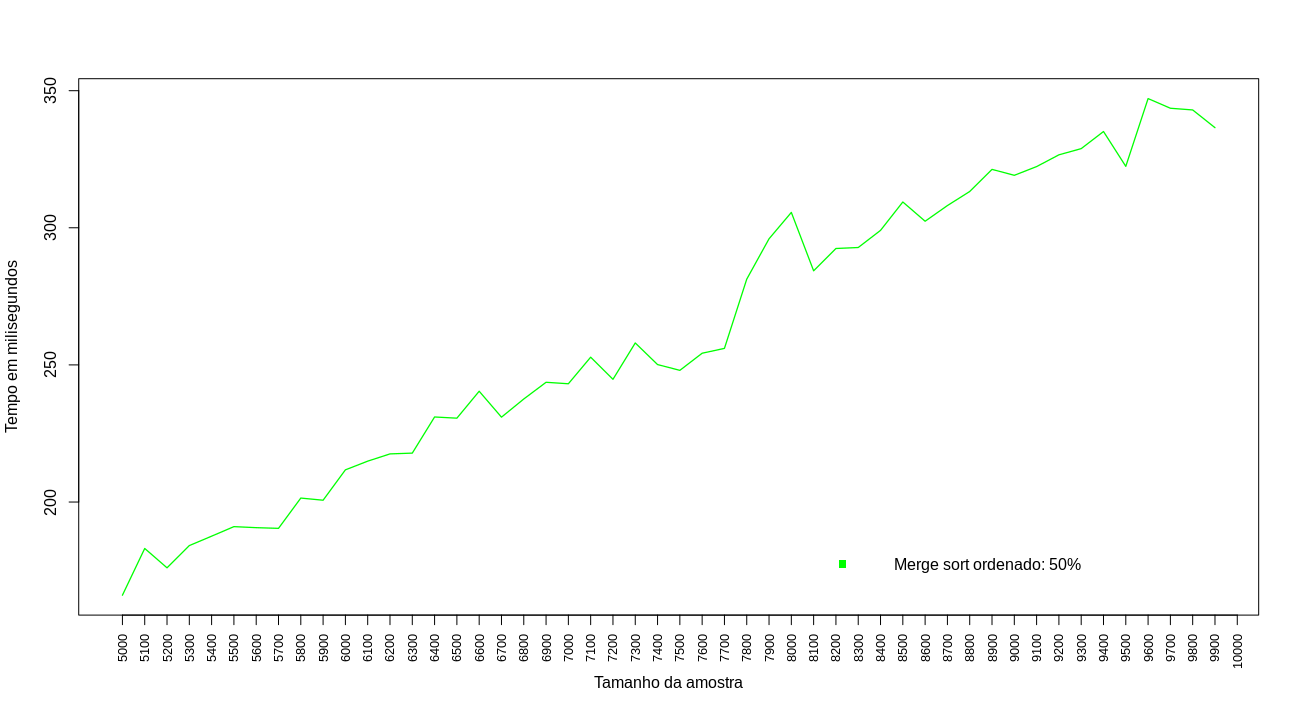 350
300
250
200
Tempo em milisegundos
Merge sort ordenado: 50%
5000 5100 5200 5300 5400 5500 5600 5700 5800 5900 6000 6100 6200 6300 6400 6500 6600 6700 6800 6900 7000 7100 7200 7300 7400 7500 7600 7700 7800 7900 8000 8100 8200 8300 8400 8500 8600 8700 8800 8900 9000 9100 9200 9300 9400 9500 9600 9700 9800 9900 10000
Tamanho da amostra